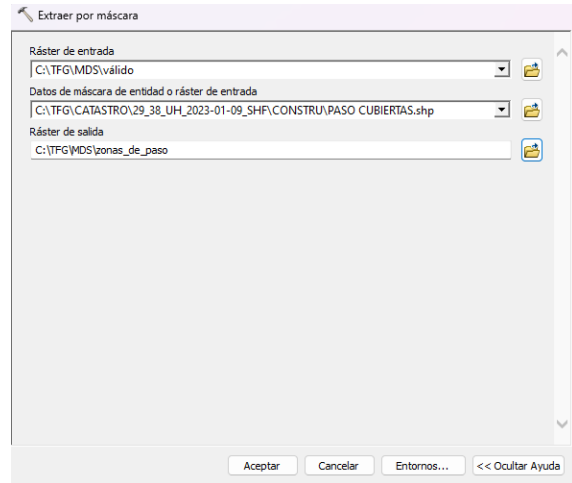 Extraer por máscara
Ráster de entrada
C:\TFG\MDS\válido
Datos de máscara de entidad o ráster de entrada
C:\TFG\CATASTRO\29_38_UH_2023-01-09_SHF\CONSTRU\PASO CUBIERTAS.shp
Ráster de salida
C:\TFG\MDS\zonas_de_paso
Aceptar Cancelar Entornos... << Ocultar Ayuda